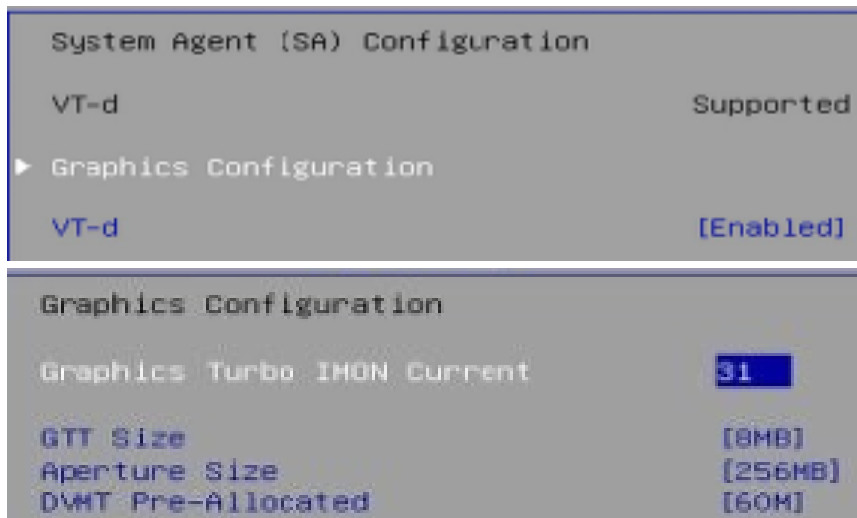 System Agent (SA) Configuration
VT-d Supported
Graphics Configuration
VT-d [Enabled]
Graphics Configuration
Graphics Turbo IMON Current 31
GTT Size [8MB]
Aperture Size [256MB]
DVMT Pre-Allocated [60M]